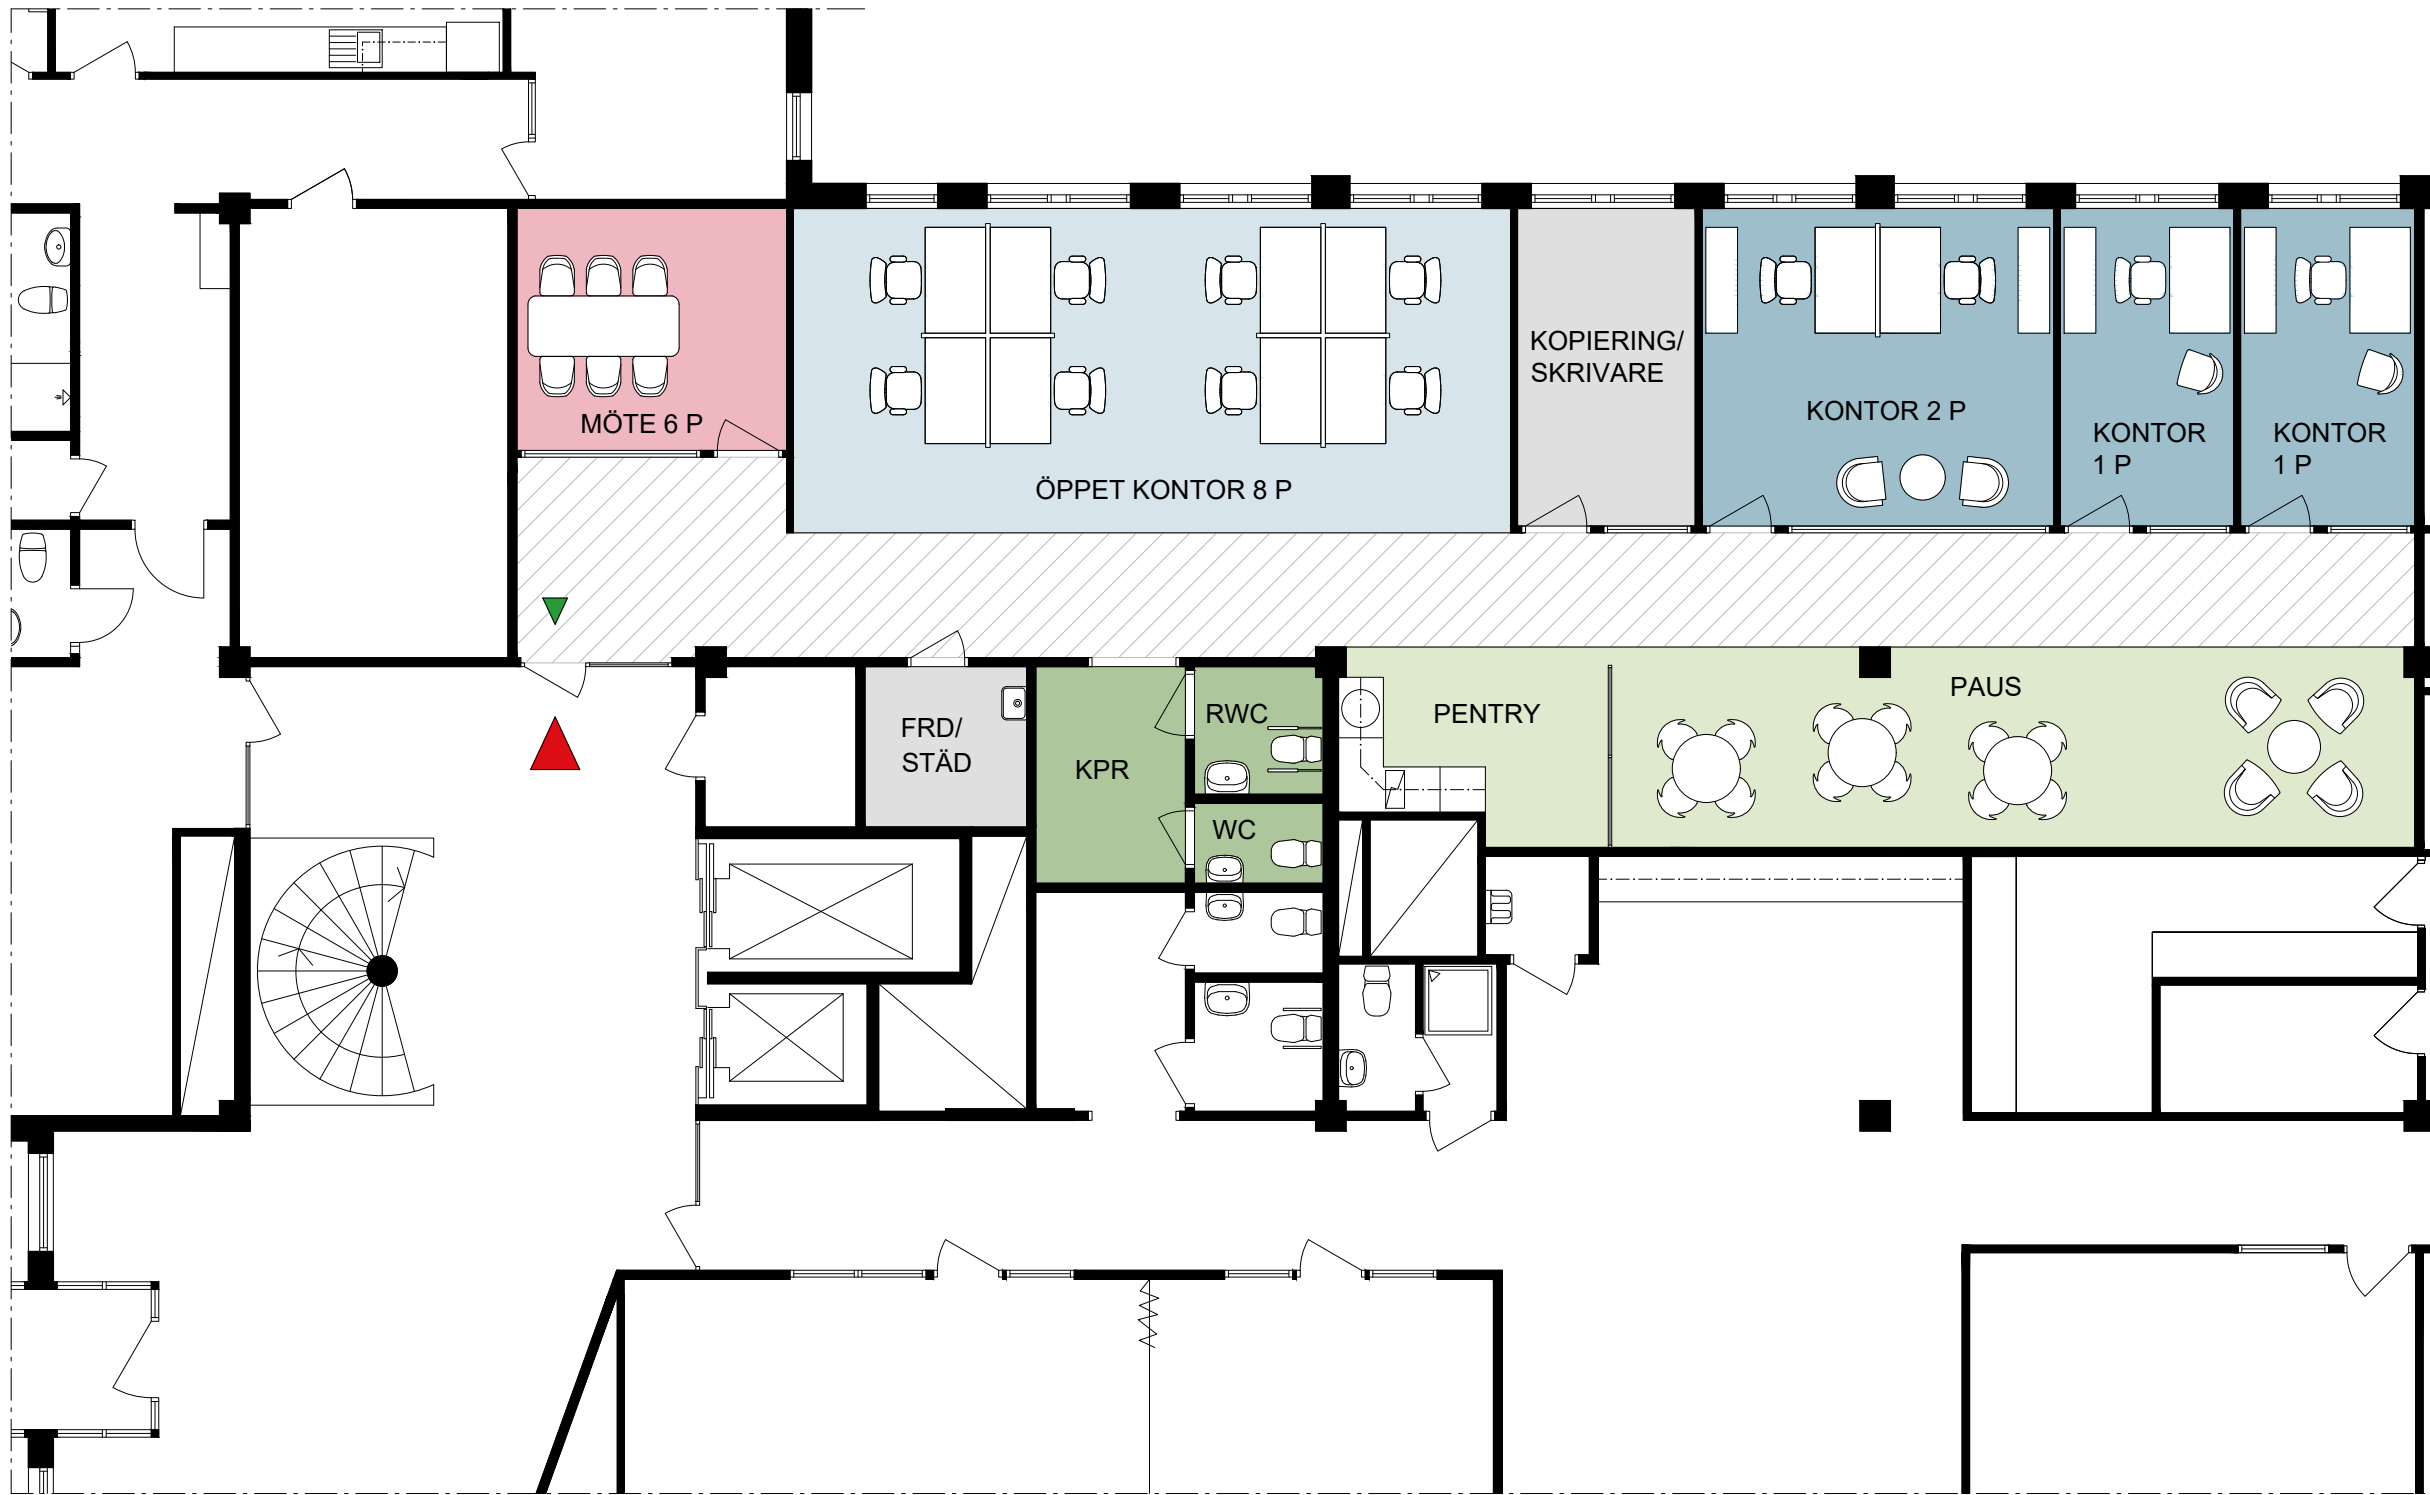 KOPIERING/
SKRIVARE
MÖTE 6 P
KONTOR 2 P
KONTOR
1 P
KONTOR
1 P
ÖPPET KONTOR 8 P
FRD/
STÄD
KPR
RWC
WC
PENTRY
PAUS